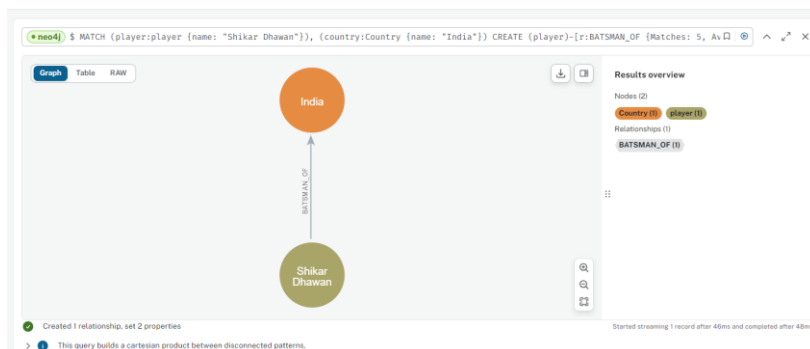 neo4j $ MATCH (player:player {name: "Shikar Dhawan"}), (country:Country {name: "India"}) CREATE (player)-[r:BATSMAN_OF {Matches: 5, Av
Graph Table RAW
India
BATSMAN_OF
Shikar
Dhawan
Results overview
Nodes (2)
Country (1) player (1)
Relationships (1)
BATSMAN_OF (1)
Created 1 relationship, set 2 properties
Started streaming 1 record after 46ms and completed after 48m
This query builds a cartesian product between disconnected patterns.